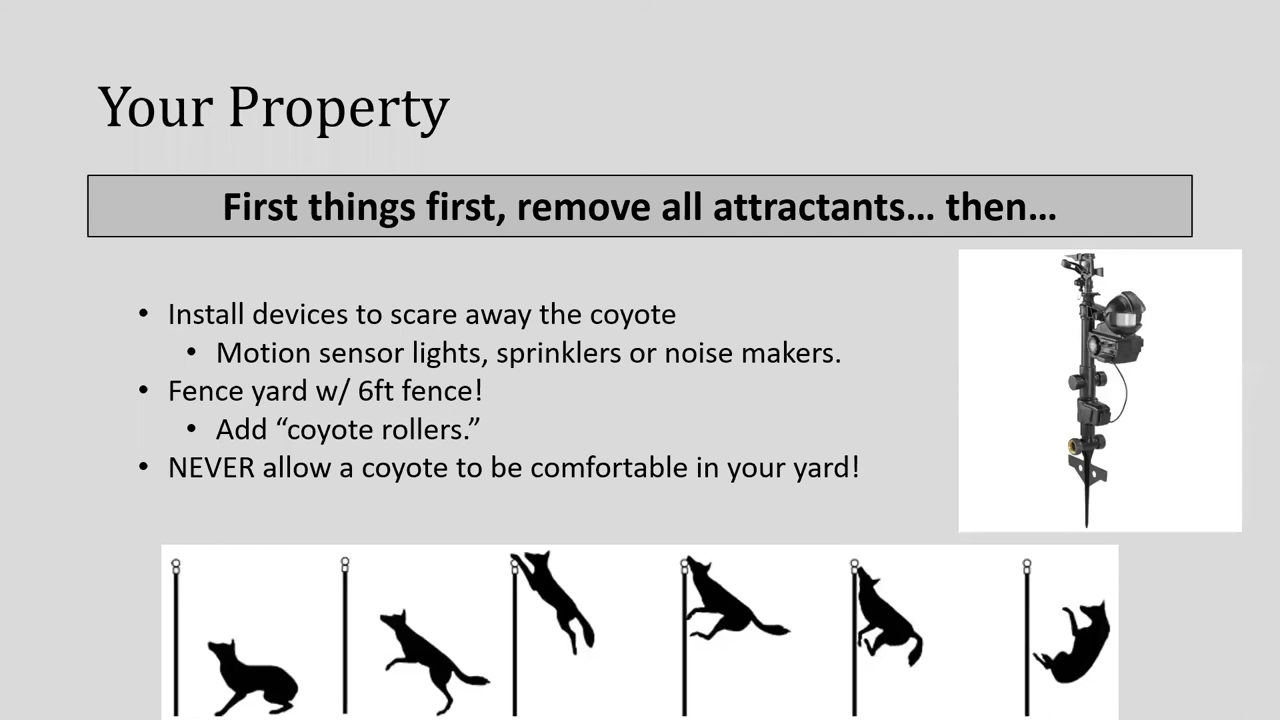 Your Property
First things first, remove all attractants… then…
• Install devices to scare away the coyote
• Motion sensor lights, sprinklers or noise makers.
• Fence yard w/ 6ft fence!
• Add “coyote rollers.”
• NEVER allow a coyote to be comfortable in your yard!